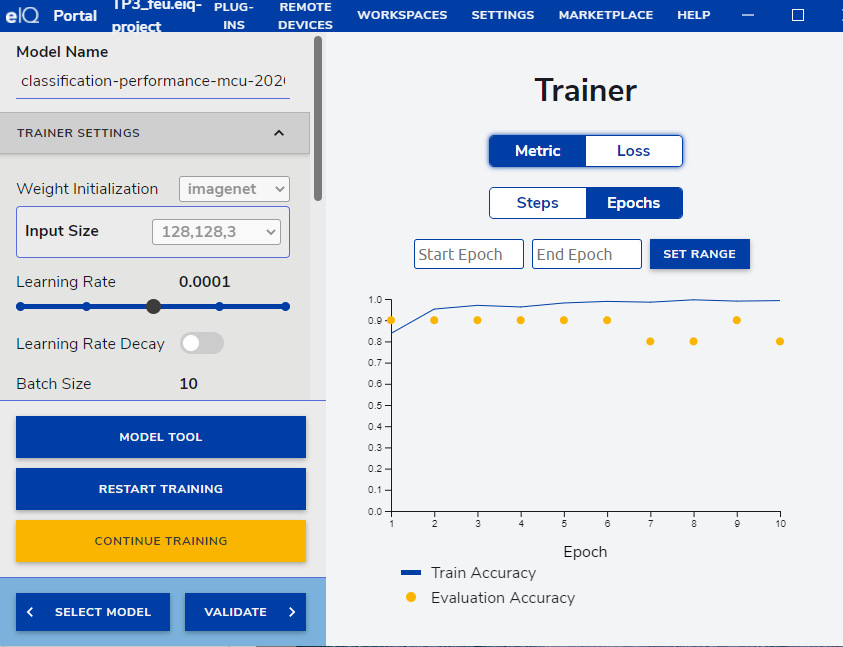 eIQ Portal
TP3_feu.eiq-project
PLUG-INS
REMOTE DEVICES
WORKSPACES
SETTINGS
MARKETPLACE
HELP
Model Name
classification-performance-mcu-202
TRAINER SETTINGS
Weight Initialization imagenet
Input Size 128,128,3
Learning Rate 0.0001
Learning Rate Decay
Batch Size 10
MODEL TOOL
RESTART TRAINING
CONTINUE TRAINING
SELECT MODEL
VALIDATE
Trainer
Metric Loss
Steps Epochs
Start Epoch End Epoch SET RANGE
1.0
0.9
0.8
0.7
0.6
0.5
0.4
0.3
0.2
0.1
0.0
1 2 3 4 5 6 7 8 9 10
Epoch
Train Accuracy
Evaluation Accuracy